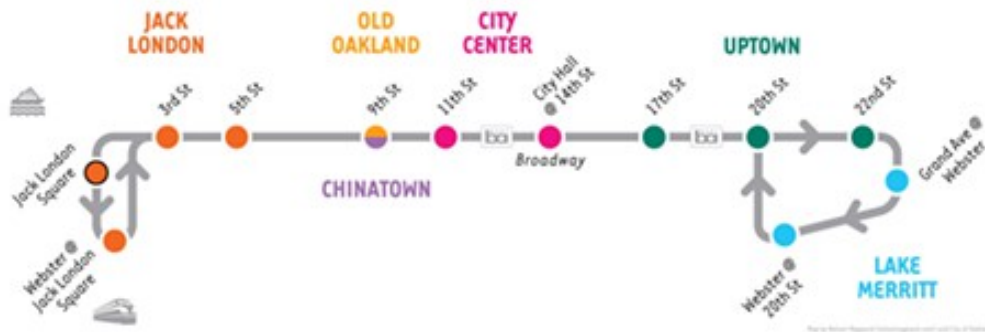 JACK
LONDON
OLD
OAKLAND
CITY
CENTER
UPTOWN
3rd St
9th St
11th St
City Hall
@ 14th St
17th St
20th St
22nd St
Grand Ave @
Webster
Broadway
Jack London
Square
CHINATOWN
Webster @
Jack London
Square
Webster @
20th St
LAKE
MERRITT